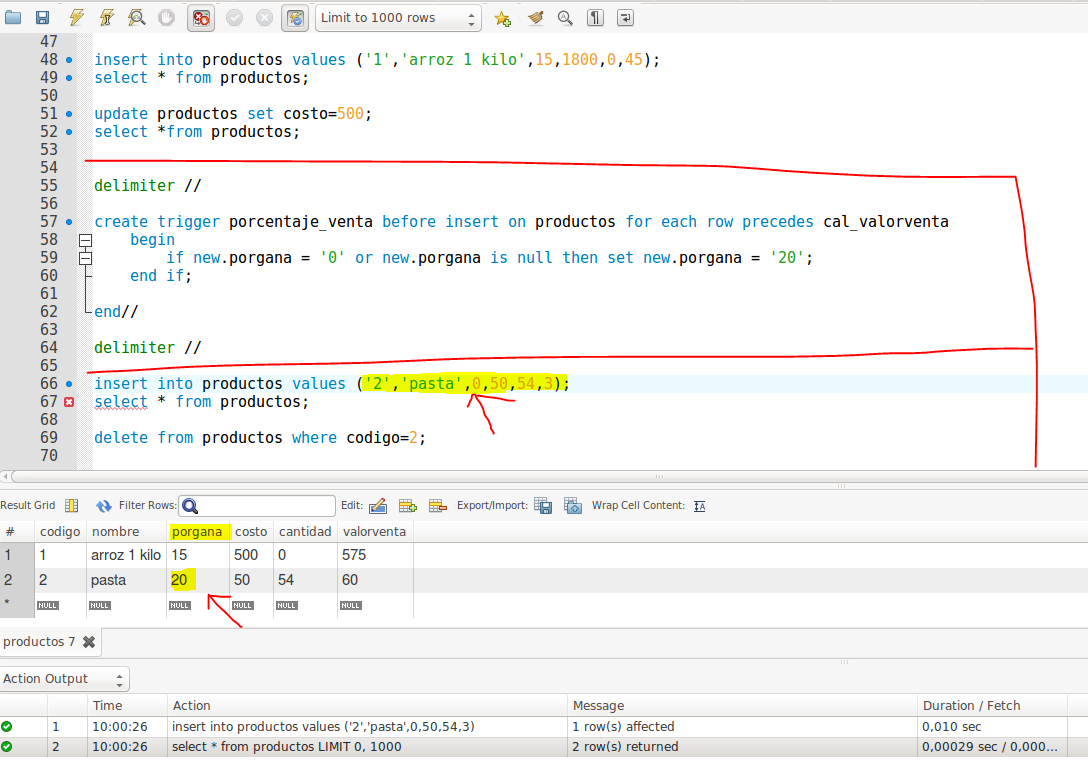 Limit to 1000 rows
47
48 insert into productos values ('1','arroz 1 kilo',15,1800,0,45);
49 select * from productos;
50
51 update productos set costo=500;
52 select *from productos;
53
54
55 delimiter //
56
57 create trigger porcentaje_venta before insert on productos for each row precedes cal_valorventa
58 begin
59 if new.porgana = '0' or new.porgana is null then set new.porgana = '20';
60 end if;
61
62 end//
63
64 delimiter //
65
66 insert into productos values ('2','pasta',0,50,54,3);
67 select * from productos;
68
69 delete from productos where codigo=2;
70
Result Grid Filter Rows: Edit: Export/Import: Wrap Cell Content:
# codigo nombre porgana costo cantidad valorventa
1 1 arroz 1 kilo 15 500 0 575
2 2 pasta 20 50 54 60
* NULL NULL NULL NULL NULL NULL
productos 7
Action Output
Time Action Message Duration / Fetch
1 10:00:26 insert into productos values ('2','pasta',0,50,54,3) 1 row(s) affected 0,010 sec
2 10:00:26 select * from productos LIMIT 0, 1000 2 row(s) returned 0,00029 sec / 0,000...